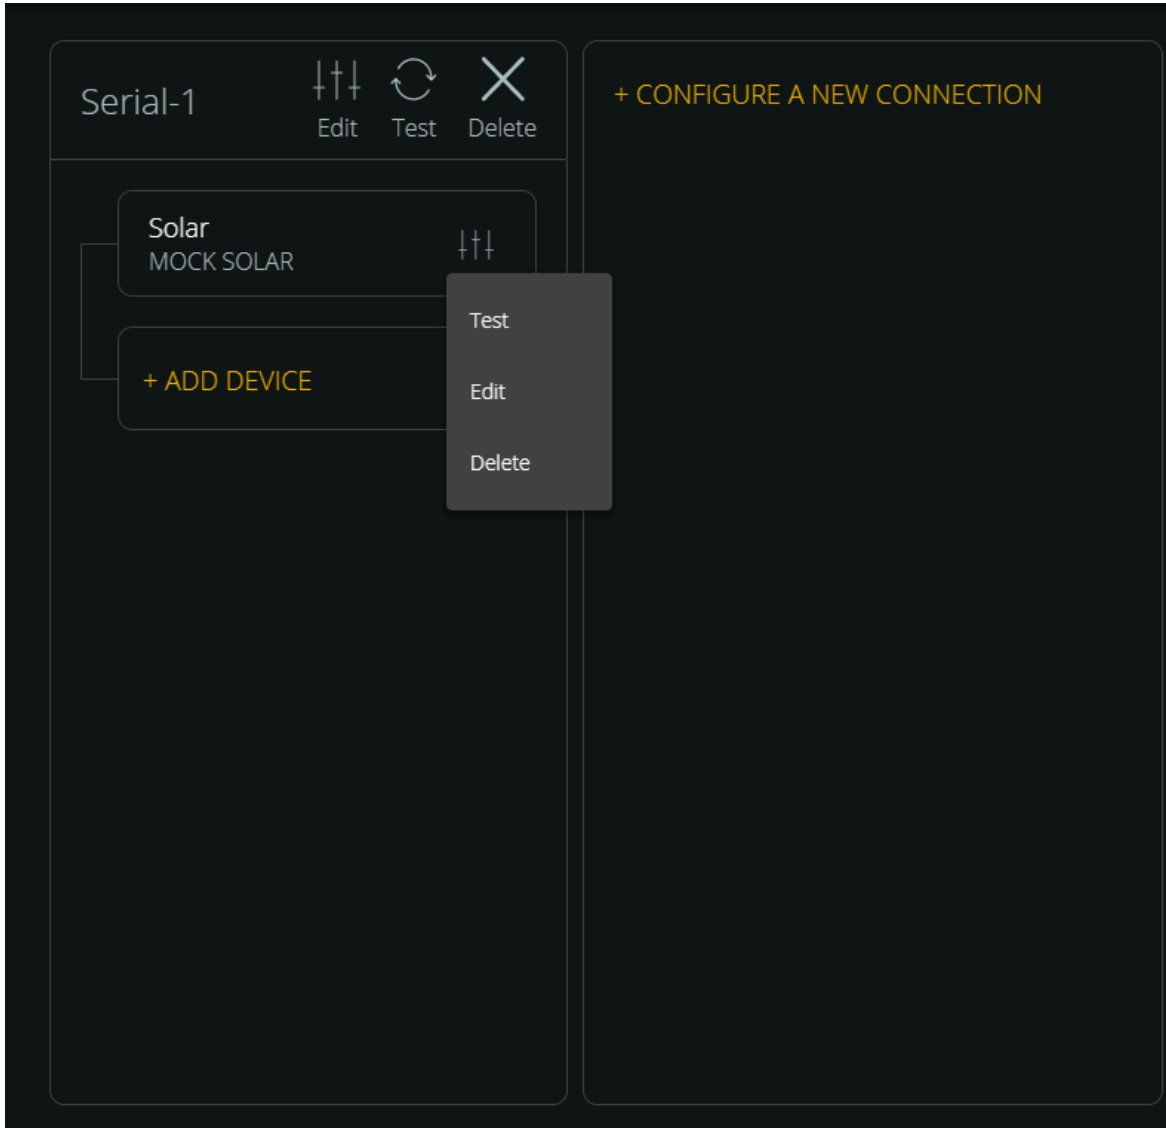 Serial-1
Edit Test Delete
+ CONFIGURE A NEW CONNECTION
Solar
MOCK SOLAR
Test
+ ADD DEVICE
Edit
Delete